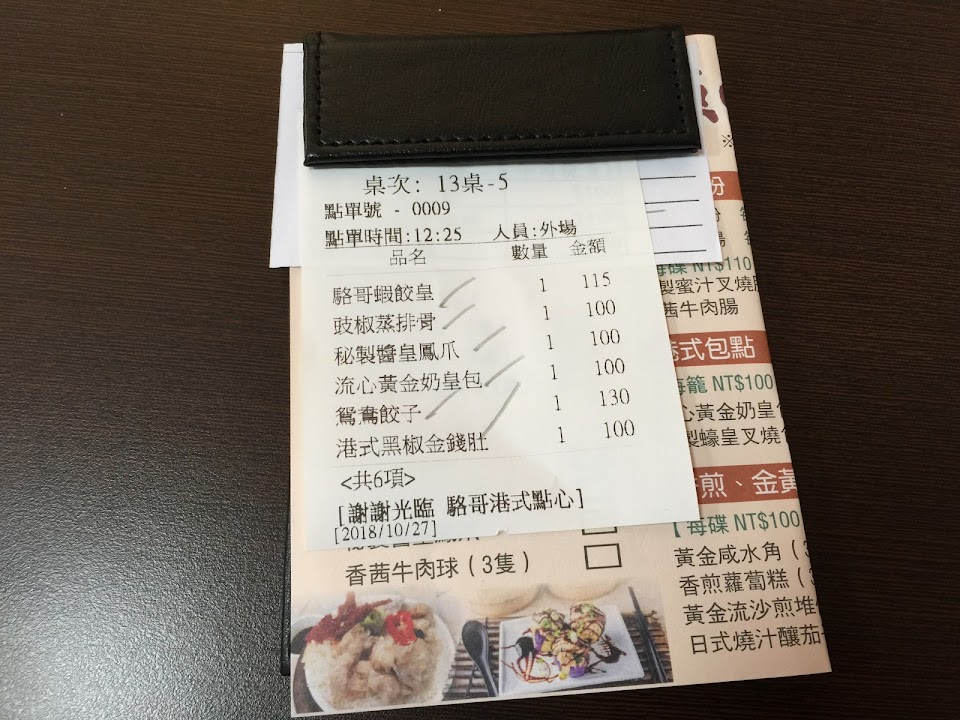 桌次: 13桌-5
點單號 - 0009
點單時間:12:25 人員:外場
品名 數量 金額
駱哥蝦餃皇 1 115
豉椒蒸排骨 1 100
秘製醬皇鳳爪 1 100
流心黃金奶皇包 1 100
鴛鴦餃子 1 130
港式黑椒金錢肚 1 100
<共6項>
[謝謝光臨 駱哥港式點心]
[2018/10/27]
香茜牛肉球(3隻)
※
份
每碟 NT$110
製蜜汁叉燒
茜牛肉腸
港式包點
每籠 NT$100
心黃金奶皇
製蠔皇叉燒
煎、金黃
【每碟 NT$100
黃金咸水角(3
香煎蘿蔔糕(
黃金流沙煎堆
日式燒汁釀茄